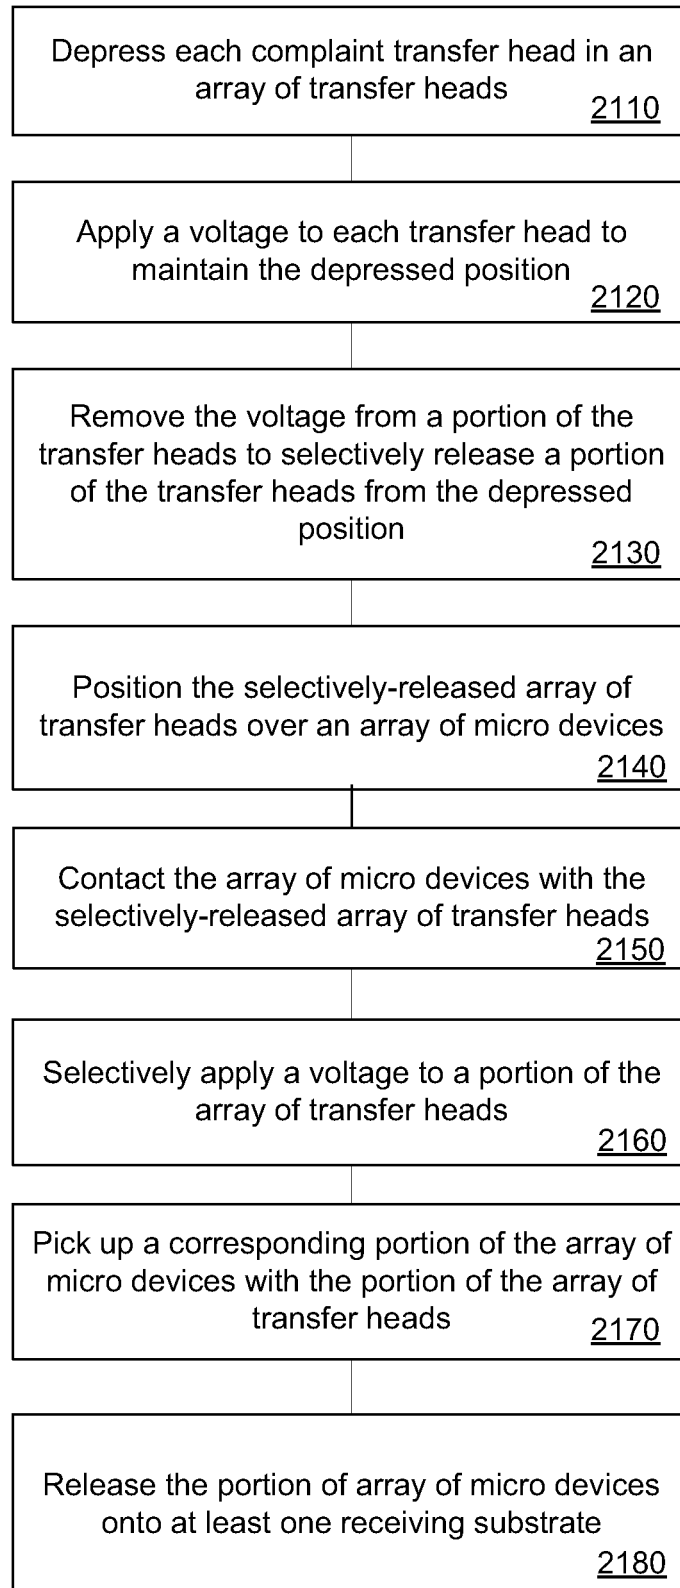 Depress each complaint transfer head in an
array of transfer heads
2110
Apply a voltage to each transfer head to
maintain the depressed position
2120
Remove the voltage from a portion of the
transfer heads to selectively release a portion
of the transfer heads from the depressed
position
2130
Position the selectively-released array of
transfer heads over an array of micro devices
2140
Contact the array of micro devices with the
selectively-released array of transfer heads
2150
Selectively apply a voltage to a portion of the
array of transfer heads
2160
Pick up a corresponding portion of the array of
micro devices with the portion of the array of
transfer heads
2170
Release the portion of array of micro devices
onto at least one receiving substrate
2180